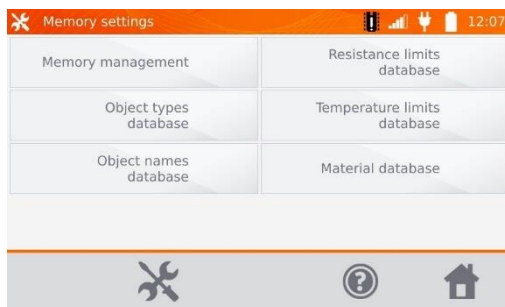 Memory settings
12:07
Memory management
Resistance limits
database
Object types
database
Temperature limits
database
Object names
database
Material database
?